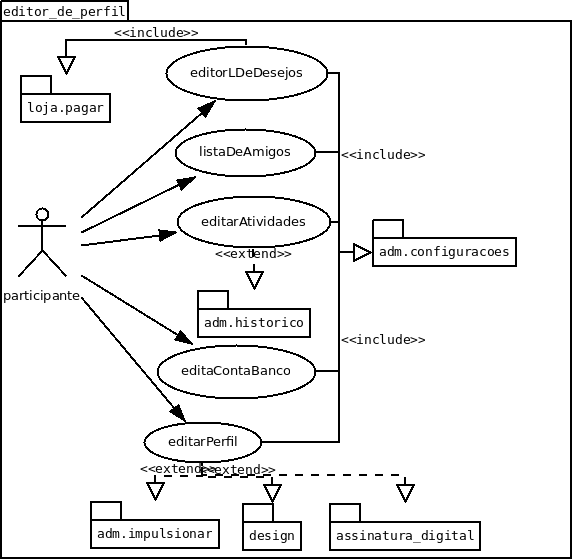 editor_de_perfil
<<include>>
editorLDeDesejos
loja.pagar
listaDeAmigos
<<include>>
editarAtividades
<<extend>>
adm.configuracoes
participante
adm.historico
<<include>>
editaContaBanco
editarPerfil
<<extend>>
<<extend>>
adm.impulsionar
design
assinatura_digital